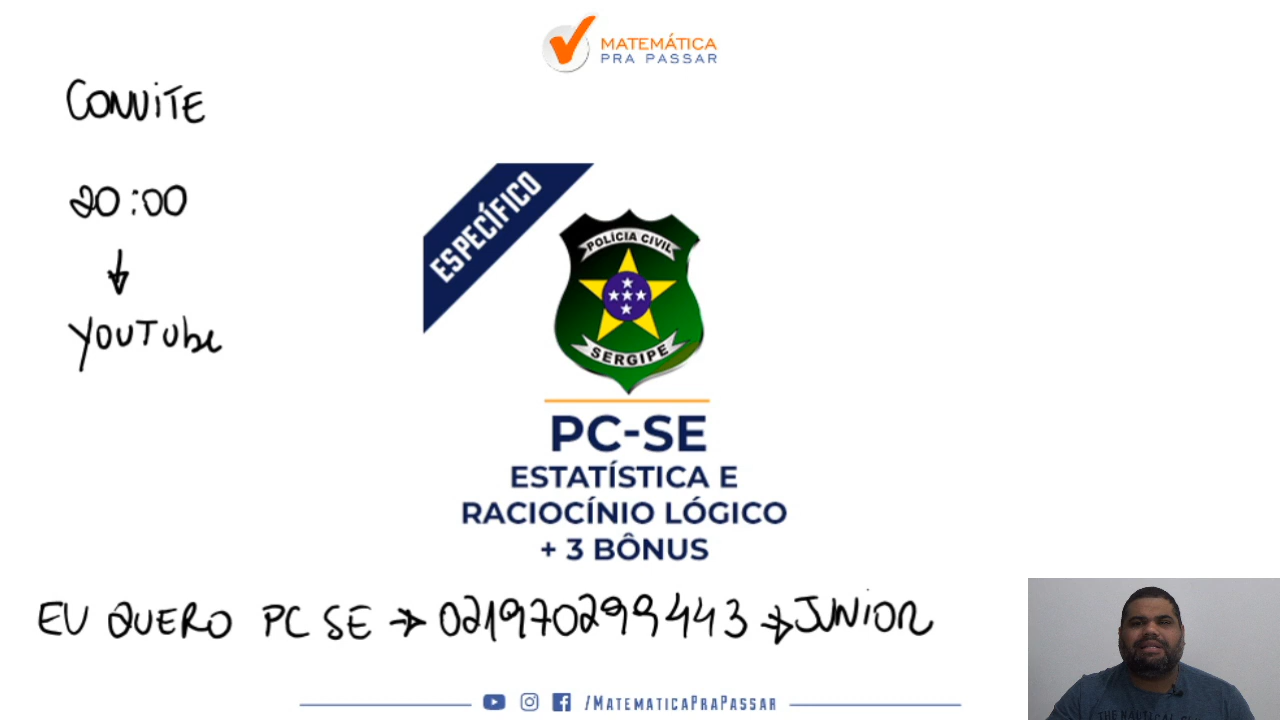 MATEMÁTICA
PRA PASSAR
CONVITE
20:00
YOUTUBE
ESPECÍFICO
POLÍCIA CIVIL
SERGIPE
PC-SE
ESTATÍSTICA E
RACIOCÍNIO LÓGICO
+ 3 BÔNUS
EU QUERO PC SE → 021970299443 → JUNIOR
/MATEMATICAPRAPASSAR